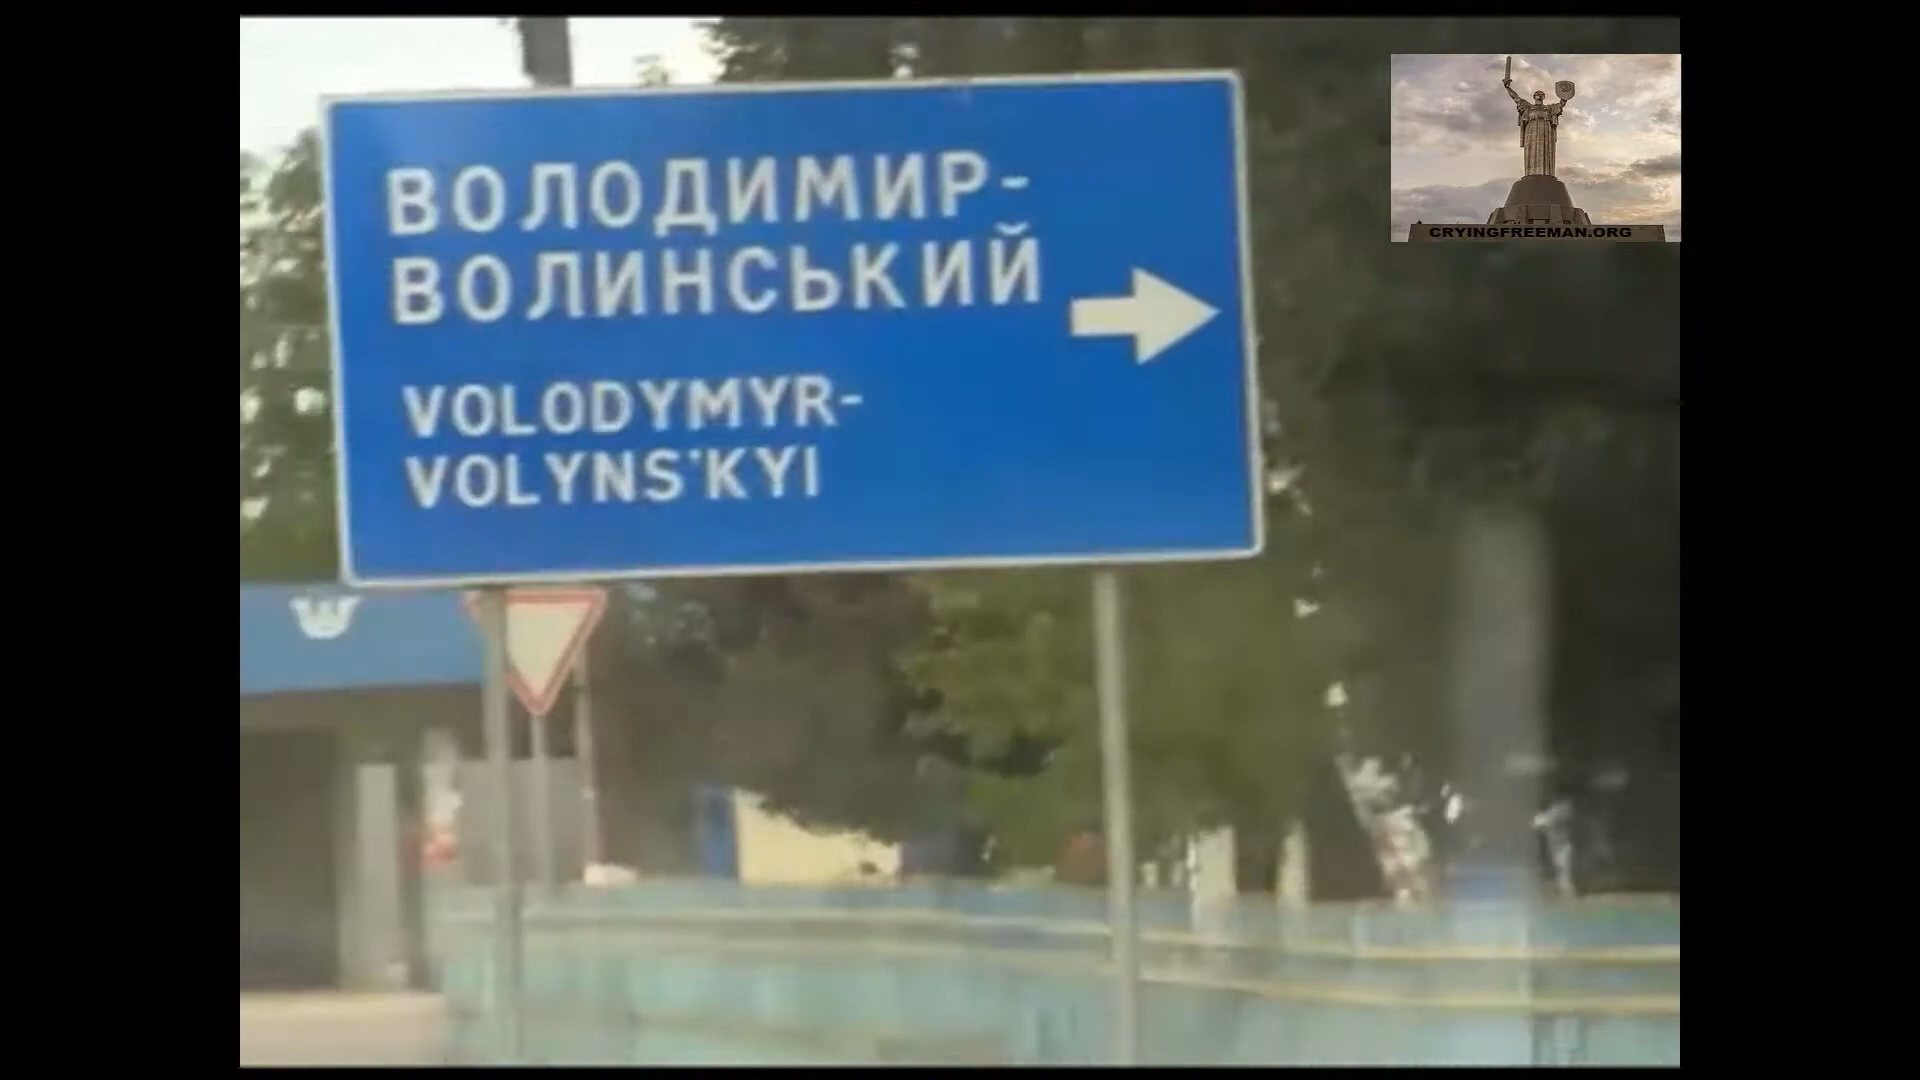 ВОЛОДИМИР-
ВОЛИНСЬКИЙ
VOLODYMYR-
VOLYNS'KYI
CRYINGFREEMAN.ORG